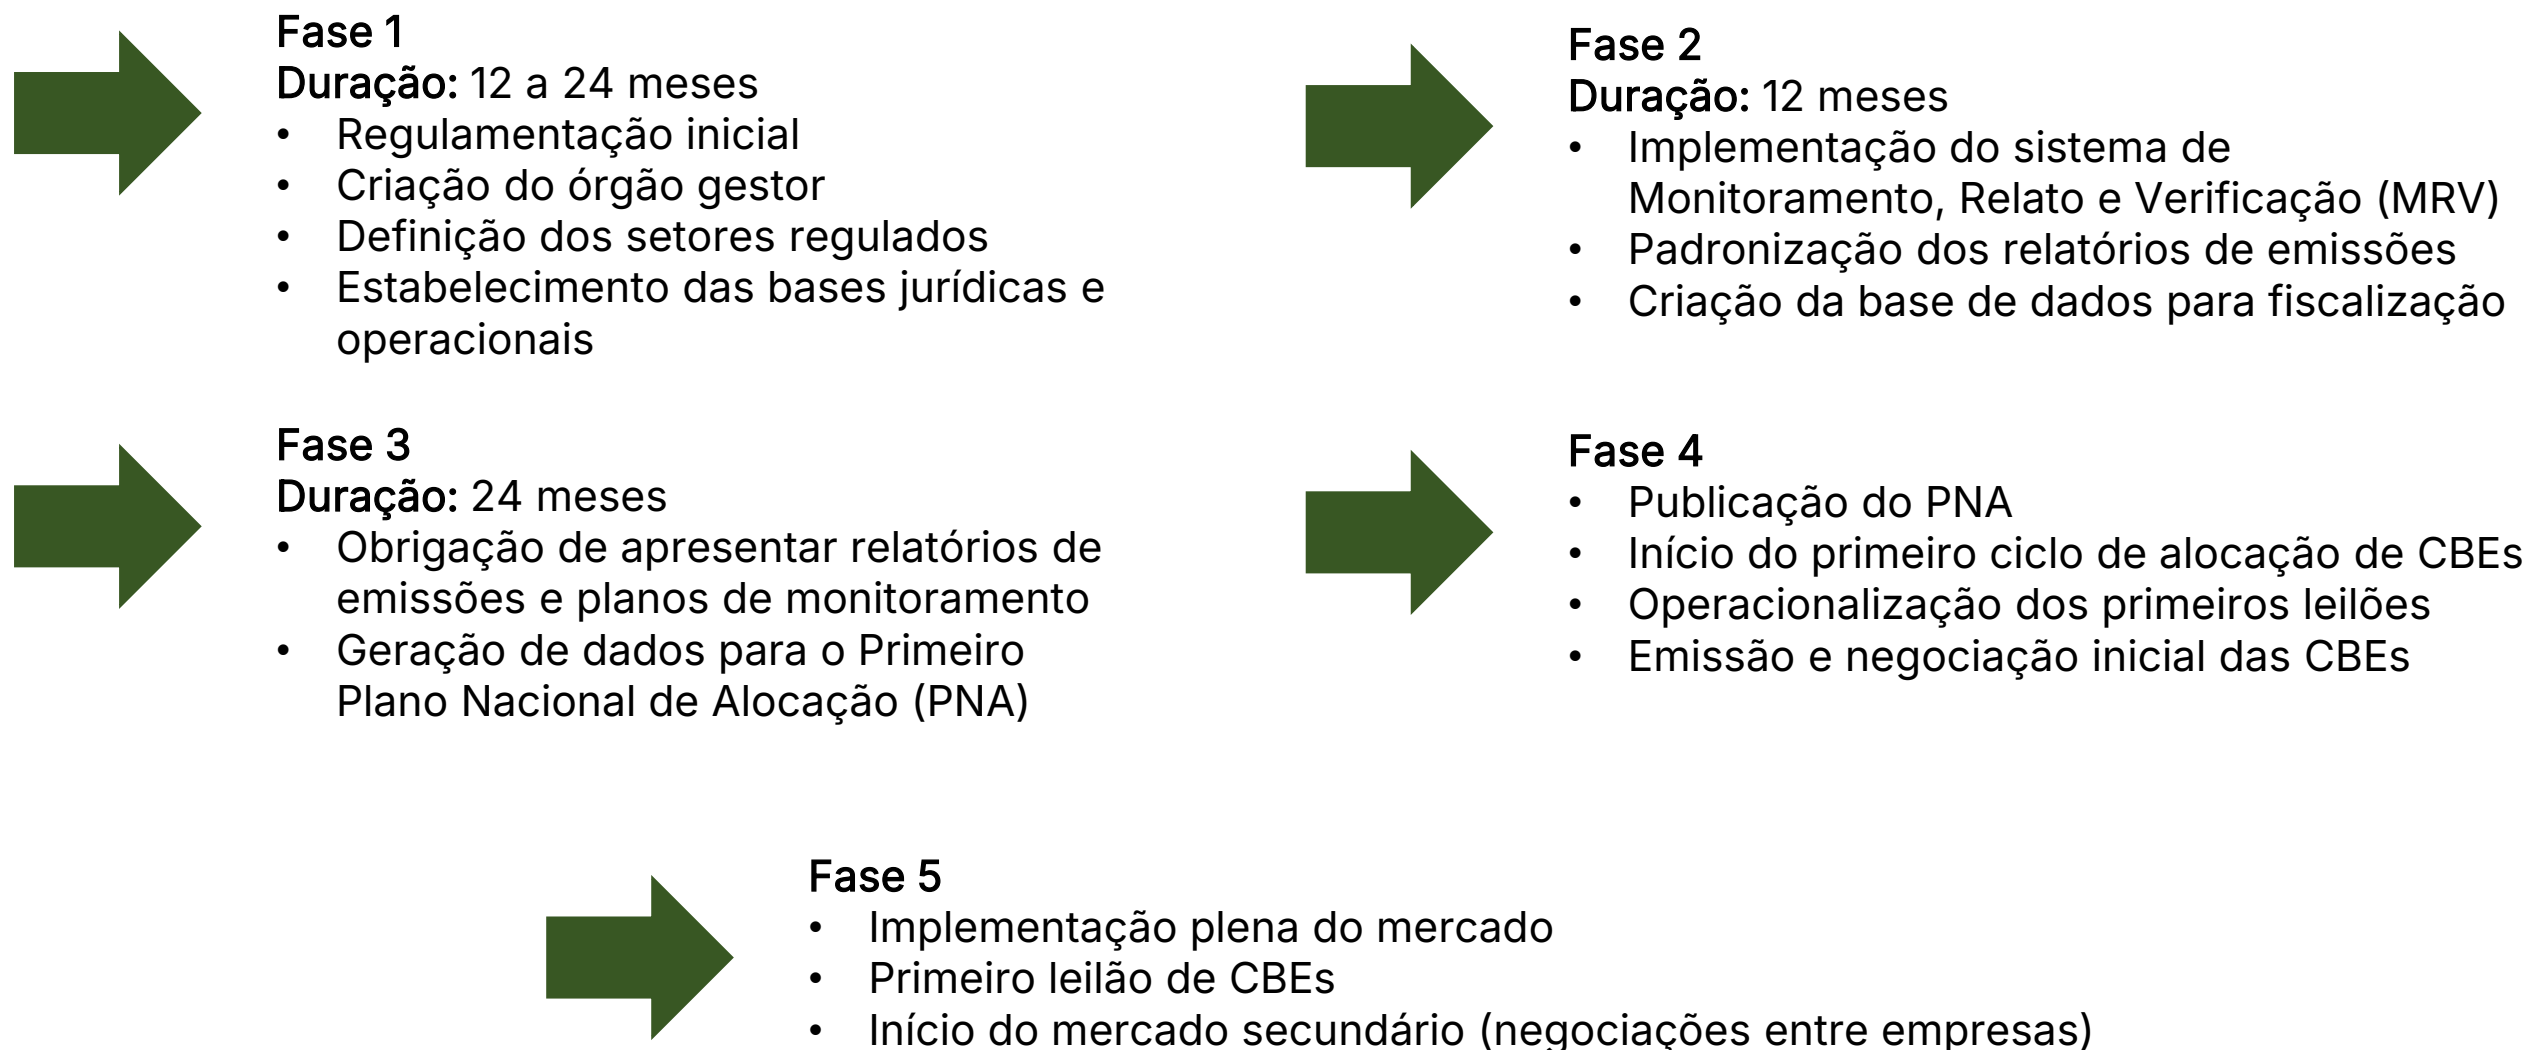 Fase 1
Duração: 12 a 24 meses
• Regulamentação inicial
• Criação do órgão gestor
• Definição dos setores regulados
• Estabelecimento das bases jurídicas e
operacionais
Fase 2
Duração: 12 meses
• Implementação do sistema de
Monitoramento, Relato e Verificação (MRV)
• Padronização dos relatórios de emissões
• Criação da base de dados para fiscalização
Fase 3
Duração: 24 meses
• Obrigação de apresentar relatórios de
emissões e planos de monitoramento
• Geração de dados para o Primeiro
Plano Nacional de Alocação (PNA)
Fase 4
• Publicação do PNA
• Início do primeiro ciclo de alocação de CBEs
• Operacionalização dos primeiros leilões
• Emissão e negociação inicial das CBEs
Fase 5
• Implementação plena do mercado
• Primeiro leilão de CBEs
• Início do mercado secundário (negociações entre empresas)